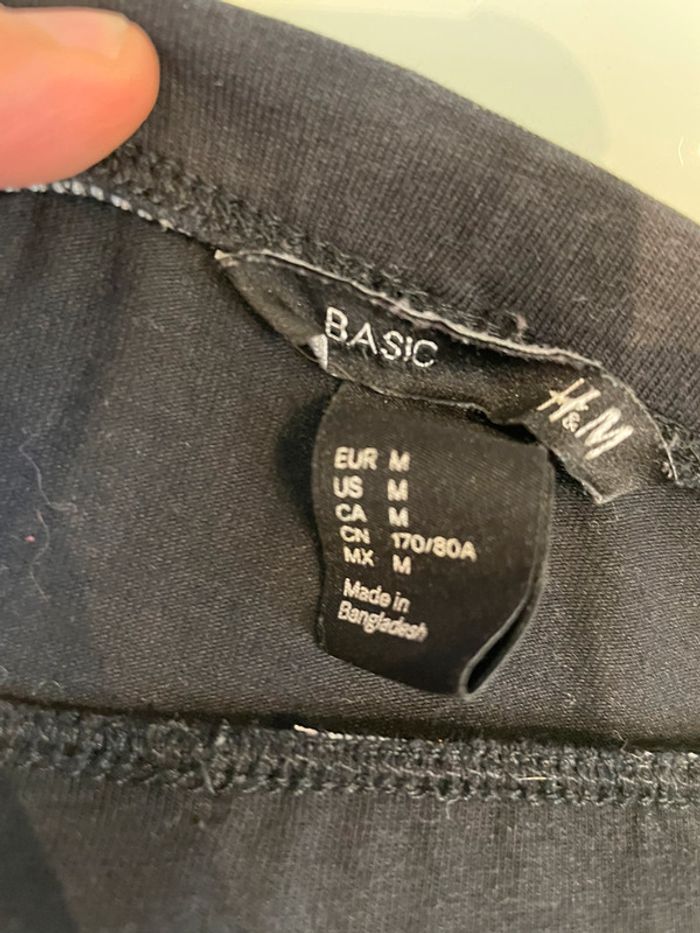 BASIC
H&M
EUR M
US M
CA M
CN 170/80A
MX M
Made in
Bangladesh